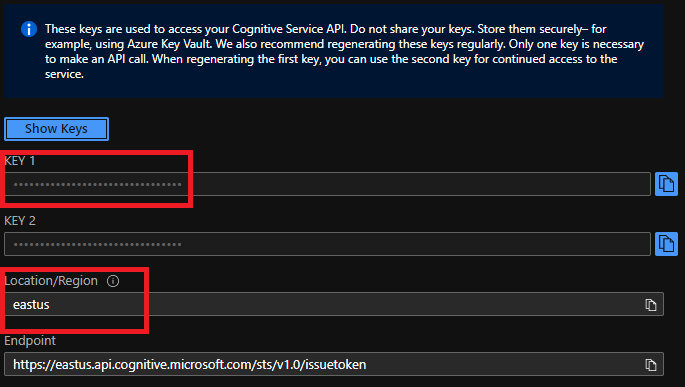 These keys are used to access your Cognitive Service API. Do not share your keys. Store them securely– for
example, using Azure Key Vault. We also recommend regenerating these keys regularly. Only one key is necessary
to make an API call. When regenerating the first key, you can use the second key for continued access to the
service.
Show Keys
KEY 1
••••••••••••••••••••••••••••••••
KEY 2
••••••••••••••••••••••••••••••••
Location/Region
eastus
Endpoint
https://eastus.api.cognitive.microsoft.com/sts/v1.0/issuetoken